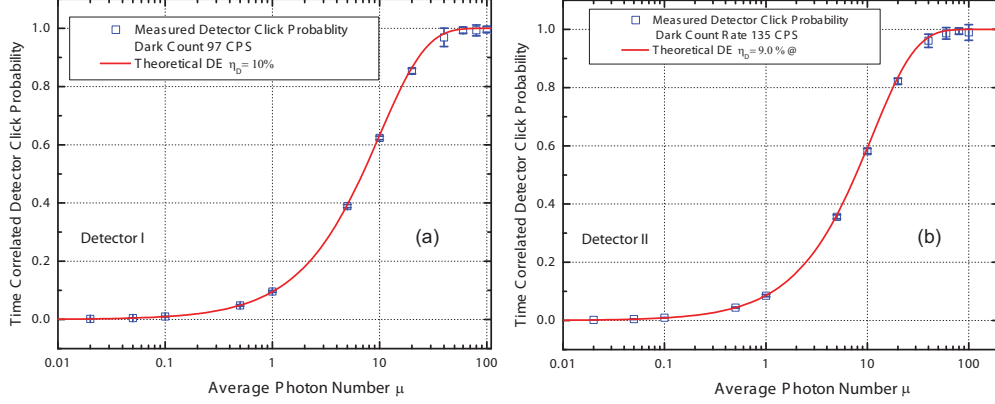 Measured Detector Click Probablity
Dark Count 97 CPS
Theoretical DE η_D = 10%
Time Correlated Detector Click Probability
1.0
0.8
0.6
0.4
0.2
0.0
Detector I
(a)
0.01 0.1 1 10 100
Average Photon Number μ
Measured Detector Click Probability
Dark Count Rate 135 CPS
Theoretical DE η_D = 9.0 % @
Time Correlated Detector Click Probability
1.0
0.8
0.6
0.4
0.2
0.0
Detector II
(b)
0.01 0.1 1 10 100
Average Photon Number μ